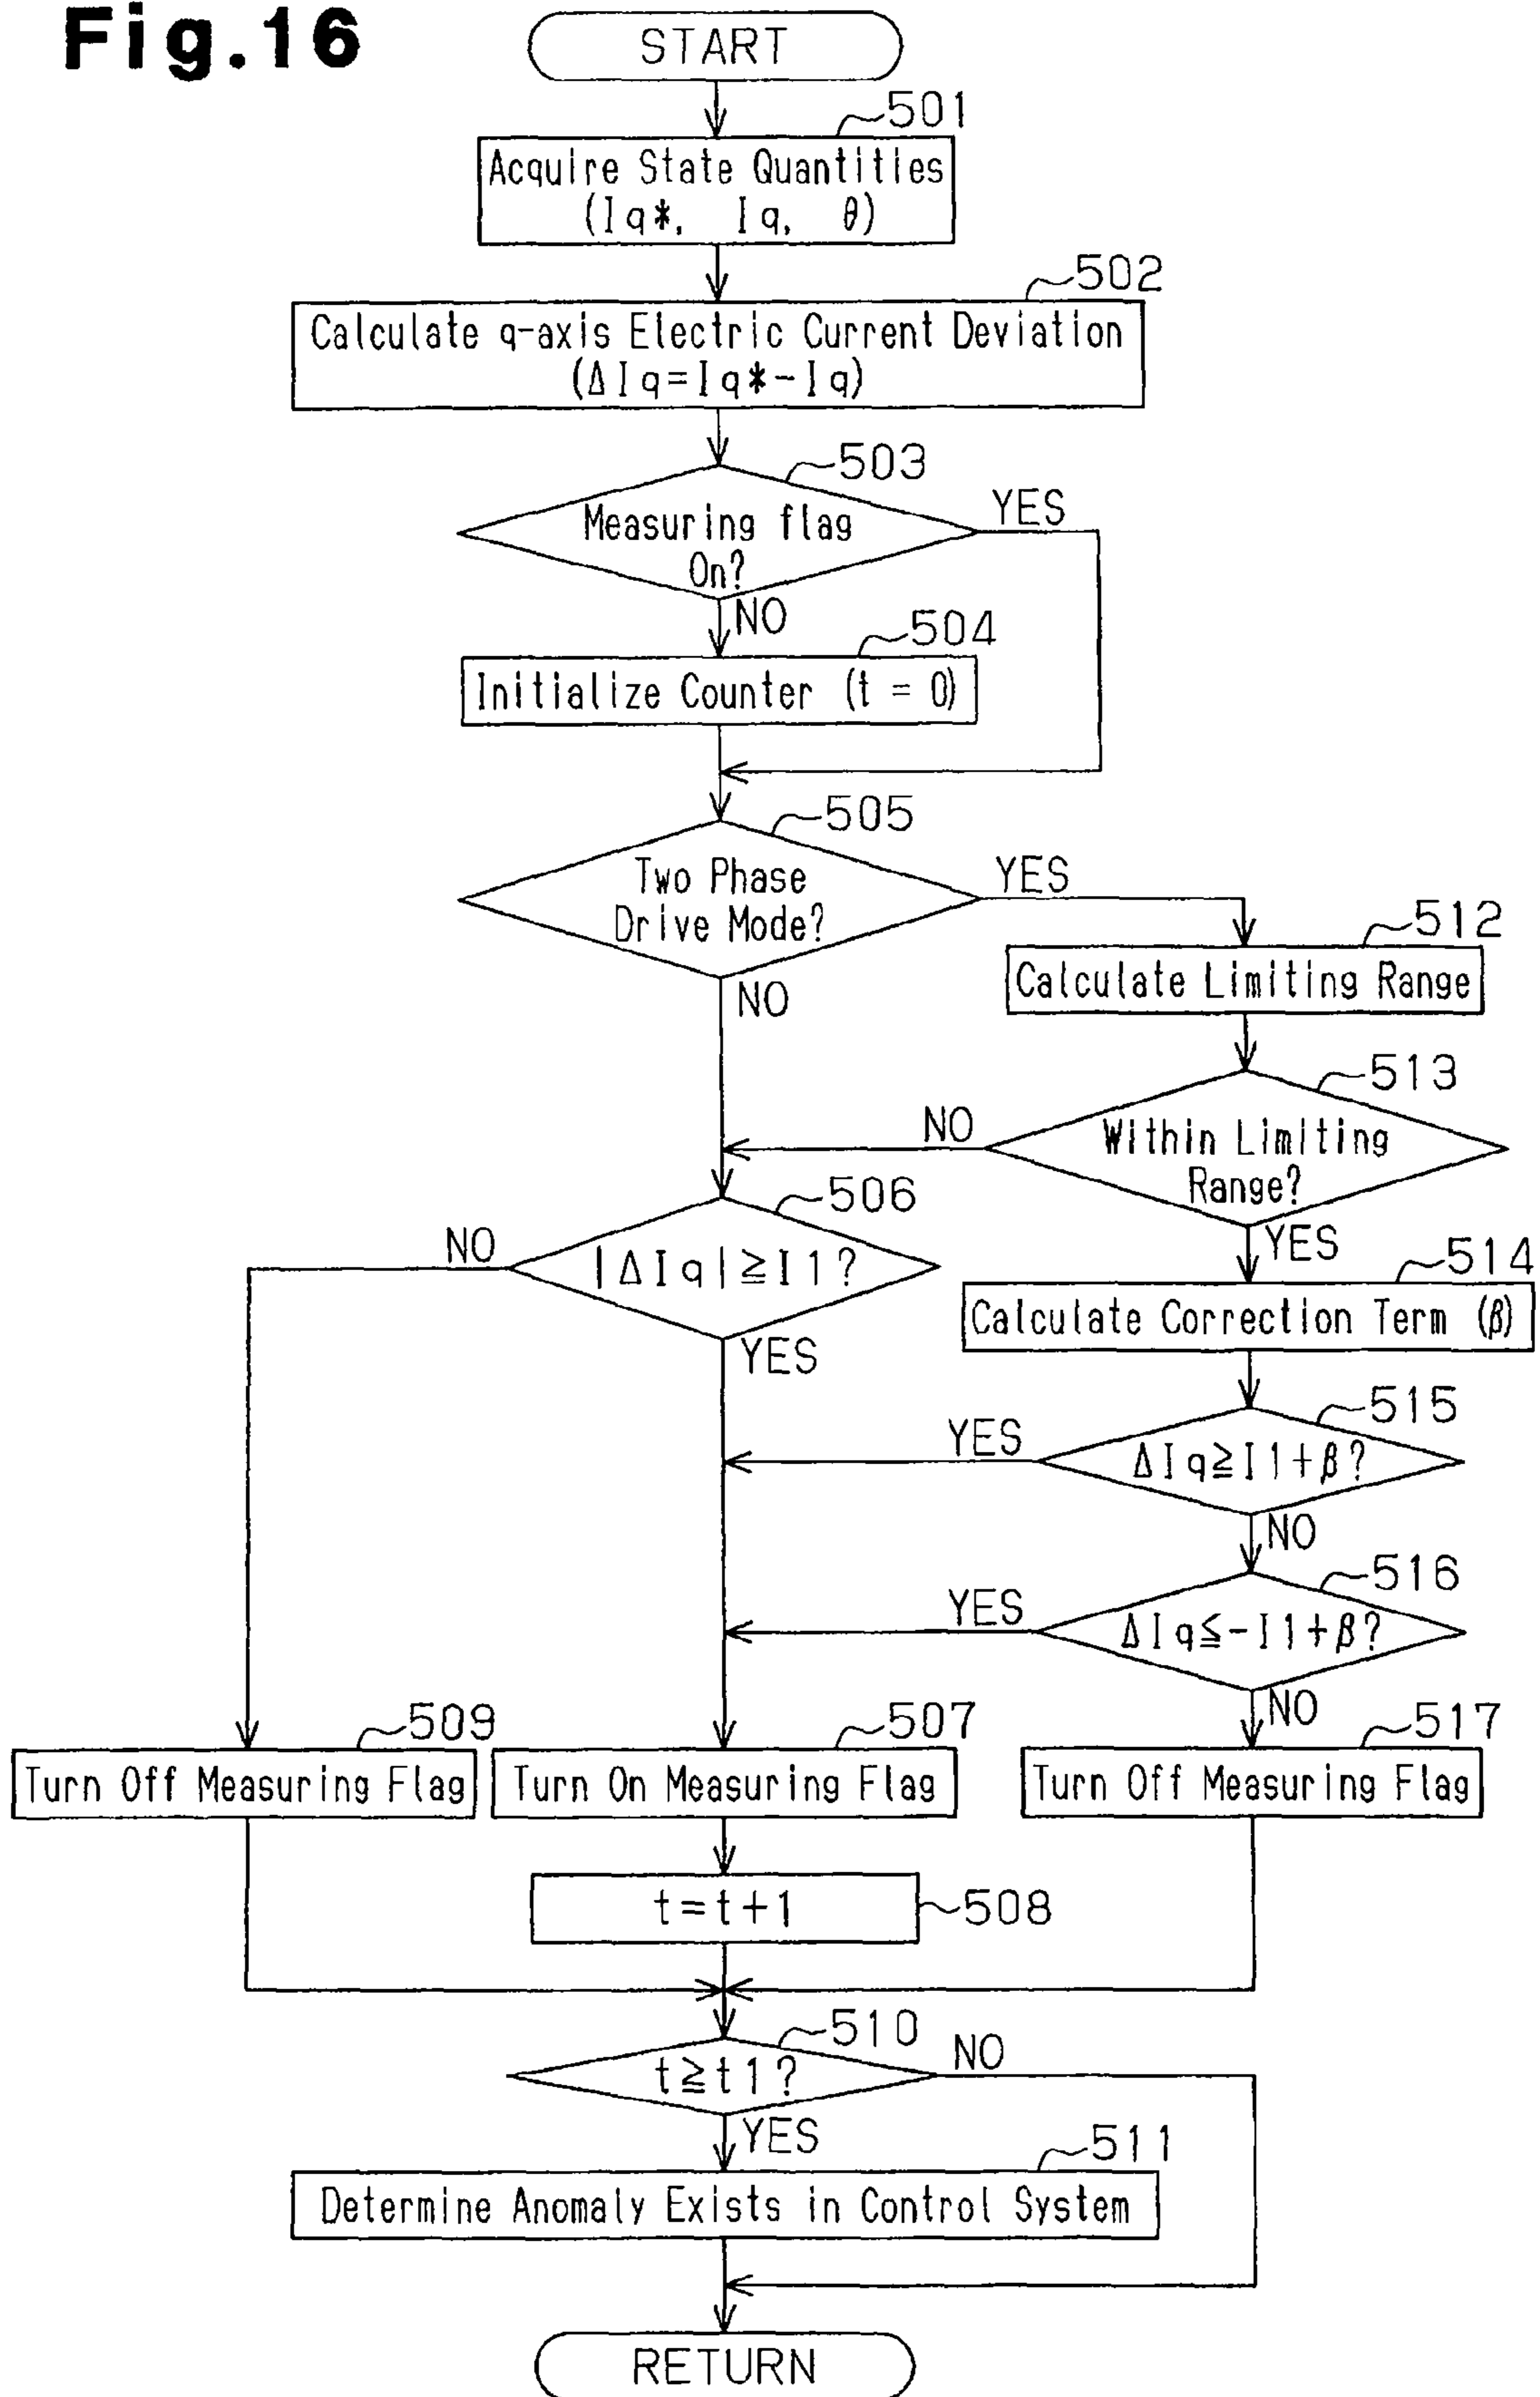 Fig.16
START
501
Acquire State Quantities
(Iq*, Iq, θ)
502
Calculate q-axis Electric Current Deviation
(ΔIq=Iq*-Iq)
503
Measuring flag
On?
YES
NO
504
Initialize Counter (t = 0)
505
Two Phase
Drive Mode?
YES
NO
512
Calculate Limiting Range
513
Within Limiting
Range?
NO
YES
506
|ΔIq|≧I1?
NO
YES
514
Calculate Correction Term (β)
515
ΔIq≧I1+β?
YES
NO
516
ΔIq≦-I1+β?
YES
NO
509
Turn Off Measuring Flag
507
Turn On Measuring Flag
517
Turn Off Measuring Flag
t=t+1
508
510
t≧t1?
NO
YES
511
Determine Anomaly Exists in Control System
RETURN